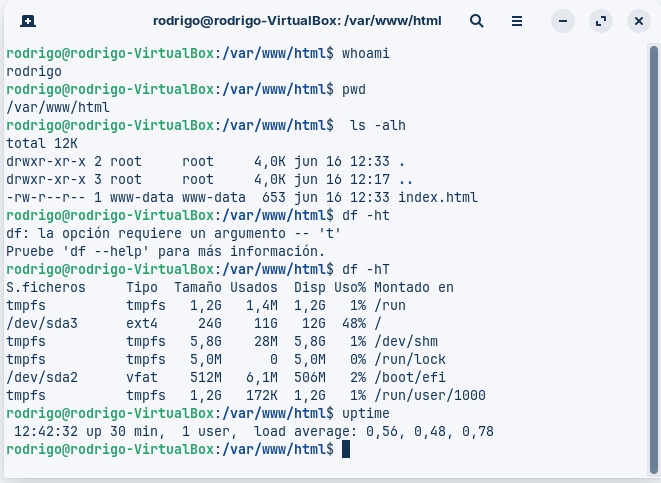 rodrigo@rodrigo-VirtualBox: /var/www/html
rodrigo@rodrigo-VirtualBox:/var/www/html$ whoami
rodrigo
rodrigo@rodrigo-VirtualBox:/var/www/html$ pwd
/var/www/html
rodrigo@rodrigo-VirtualBox:/var/www/html$  ls -alh
total 12K
drwxr-xr-x 2 root     root     4,0K jun 16 12:33 .
drwxr-xr-x 3 root     root     4,0K jun 16 12:17 ..
-rw-r--r-- 1 www-data www-data  653 jun 16 12:33 index.html
rodrigo@rodrigo-VirtualBox:/var/www/html$ df -ht
df: la opción requiere un argumento -- 't'
Pruebe 'df --help' para más información.
rodrigo@rodrigo-VirtualBox:/var/www/html$ df -hT
S.ficheros     Tipo  Tamaño Usados  Disp Uso% Montado en
tmpfs          tmpfs   1,2G   1,4M  1,2G   1% /run
/dev/sda3      ext4     24G    11G   12G  48% /
tmpfs          tmpfs   5,8G    28M  5,8G   1% /dev/shm
tmpfs          tmpfs   5,0M      0  5,0M   0% /run/lock
/dev/sda2      vfat    512M   6,1M  506M   2% /boot/efi
tmpfs          tmpfs   1,2G   172K  1,2G   1% /run/user/1000
rodrigo@rodrigo-VirtualBox:/var/www/html$ uptime
 12:42:32 up 30 min,  1 user,  load average: 0,56, 0,48, 0,78
rodrigo@rodrigo-VirtualBox:/var/www/html$